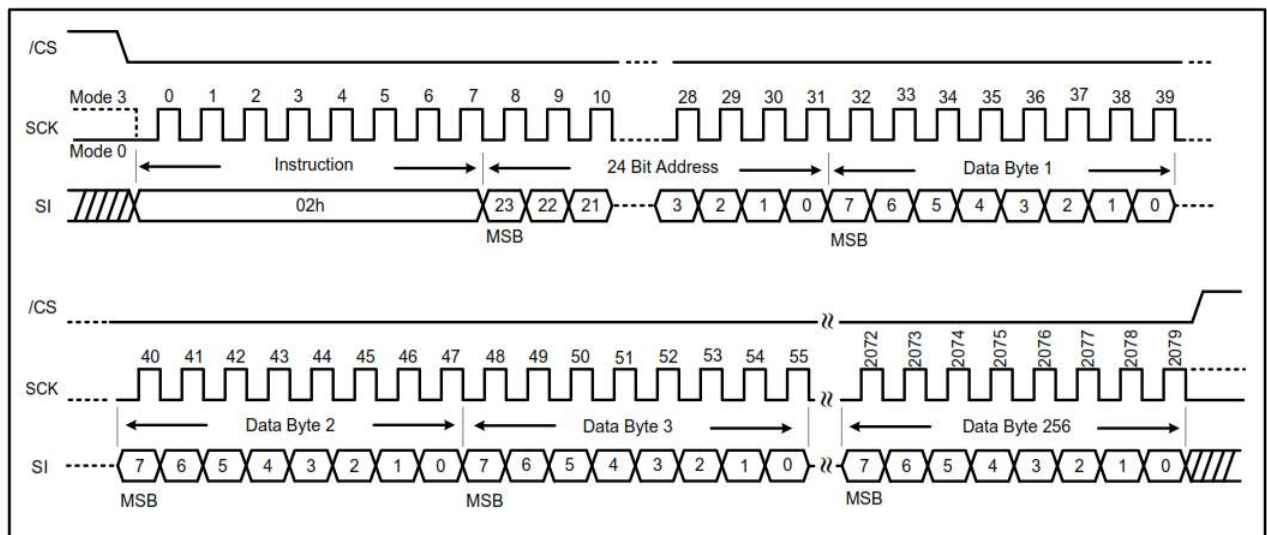 /CS
Mode 3 0 1 2 3 4 5 6 7 8 9 10 28 29 30 31 32 33 34 35 36 37 38 39
SCK
Mode 0
Instruction 24 Bit Address Data Byte 1
SI 02h 23 22 21 3 2 1 0 7 6 5 4 3 2 1 0
MSB MSB
/CS
40 41 42 43 44 45 46 47 48 49 50 51 52 53 54 55 2072 2073 2074 2075 2076 2077 2078 2079
SCK
Data Byte 2 Data Byte 3 Data Byte 256
SI 7 6 5 4 3 2 1 0 7 6 5 4 3 2 1 0 7 6 5 4 3 2 1 0
MSB MSB MSB